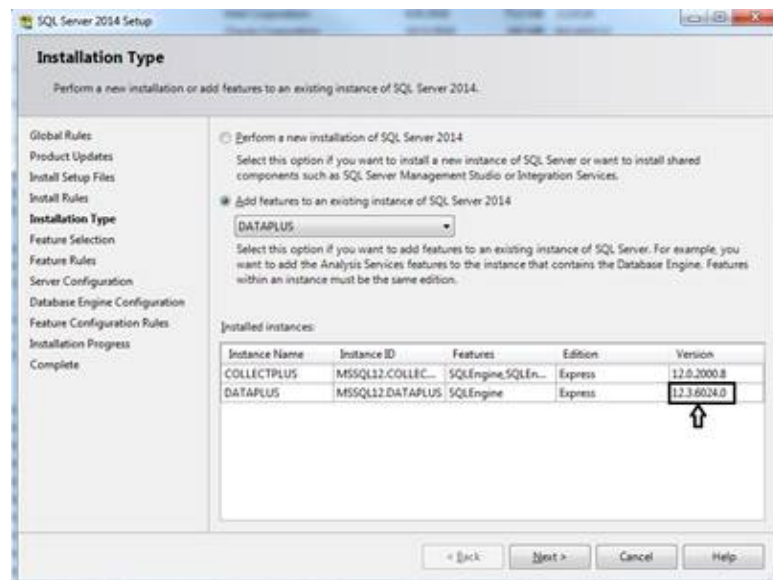 SQL Server 2014 Setup
Installation Type
Perform a new installation or add features to an existing instance of SQL Server 2014.
Global Rules
Product Updates
Install Setup Files
Install Rules
Installation Type
Feature Selection
Feature Rules
Server Configuration
Database Engine Configuration
Feature Configuration Rules
Installation Progress
Complete
Perform a new installation of SQL Server 2014
Select this option if you want to install a new instance of SQL Server or want to install shared
components such as SQL Server Management Studio or Integration Services.
Add features to an existing instance of SQL Server 2014
DATAPLUS
Select this option if you want to add features to an existing instance of SQL Server. For example, you
want to add the Analysis Services features to the instance that contains the Database Engine. Features
within an instance must be the same edition.
Installed instances:
Instance Name Instance ID Features Edition Version
COLLECTPLUS MSSQL12.COLLEC... SQLEngine,SQLEn... Express 12.0.2000.8
DATAPLUS MSSQL12.DATAPLUS SQLEngine Express 12.3.6024.0
< Back Next > Cancel Help